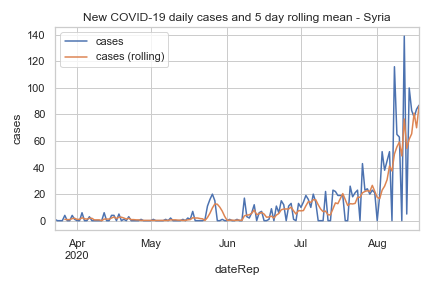 New COVID-19 daily cases and 5 day rolling mean - Syria
cases
cases (rolling)
140
120
100
80
60
40
20
0
cases
Apr
2020
May
Jun
Jul
Aug
dateRep